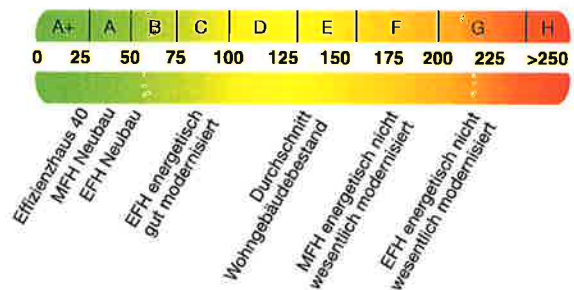 A+ A B C D E F G H
0 25 50 75 100 125 150 175 200 225 >250
Effizienzhaus 40
MFH Neubau
EFH Neubau
EFH energetisch
gut modernisiert
Durchschnitt
Wohngebäudebestand
MFH energetisch nicht
wesentlich modernisiert
EFH energetisch nicht
wesentlich modernisiert